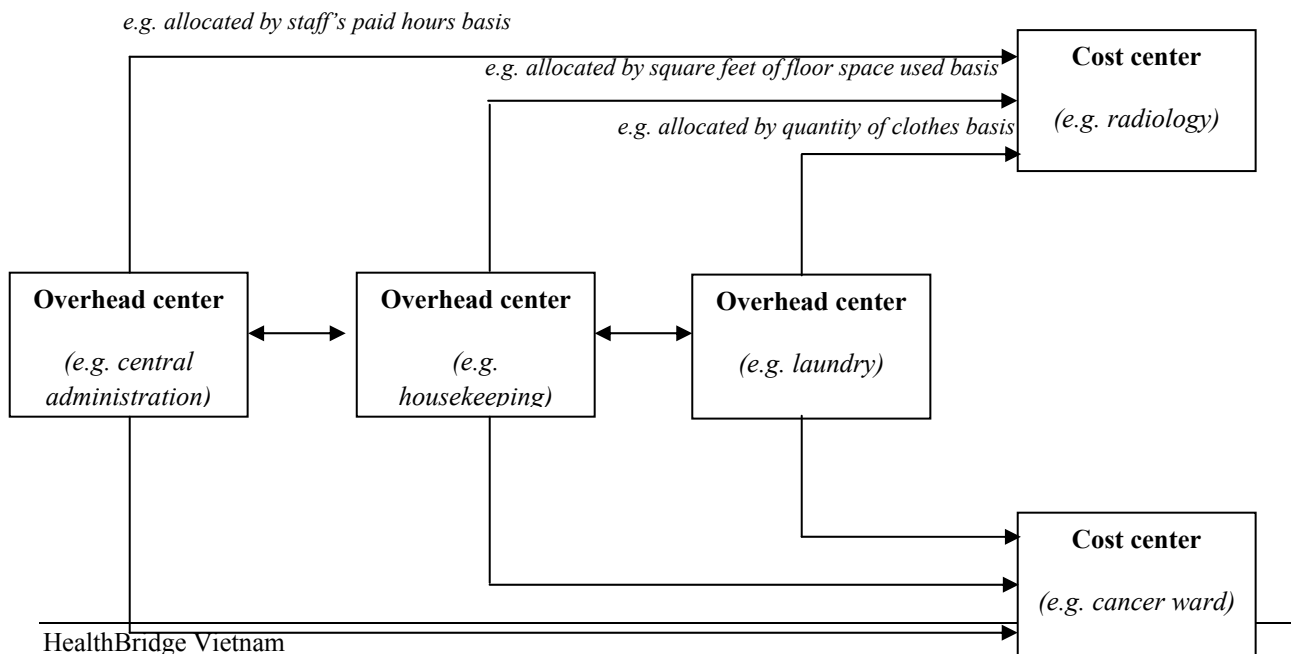 e.g. allocated by staff's paid hours basis
Cost center
(e.g. radiology)
e.g. allocated by square feet of floor space used basis
e.g. allocated by quantity of clothes basis
Overhead center
(e.g. central
administration)
Overhead center
(e.g.
housekeeping)
Overhead center
(e.g. laundry)
Cost center
(e.g. cancer ward)
HealthBridge Vietnam